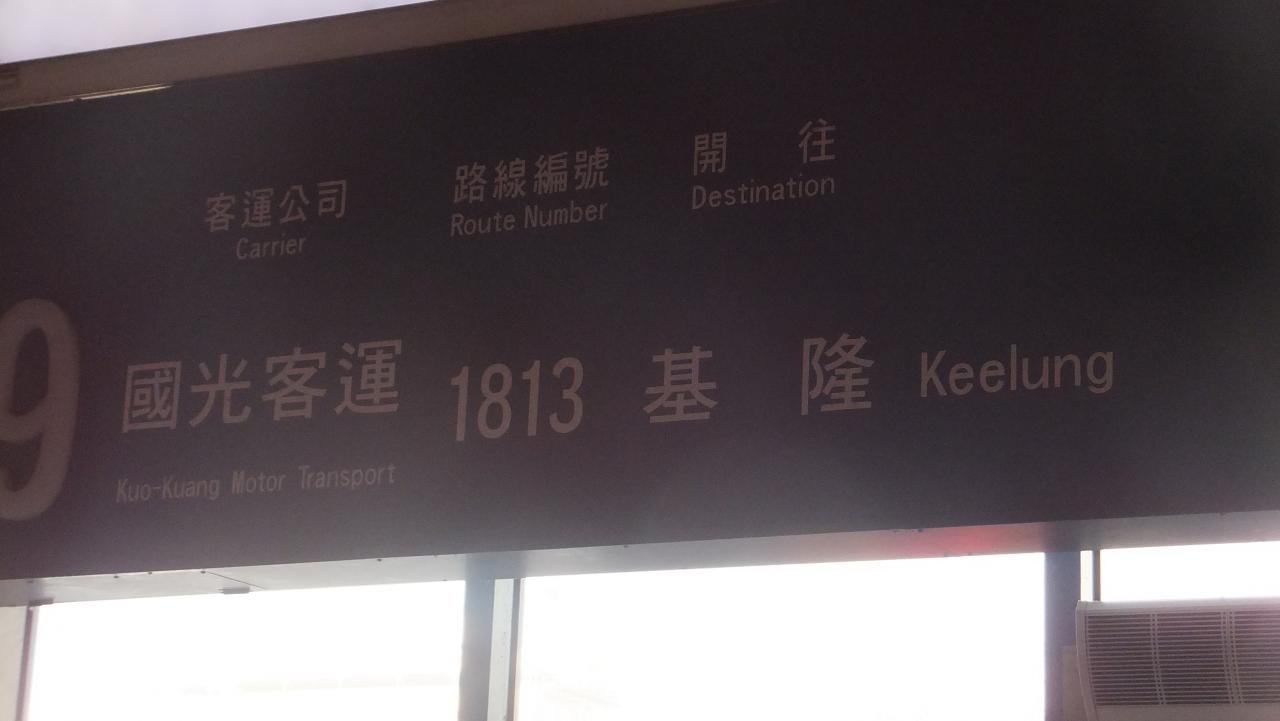 客運公司 路線編號 開往
Carrier Route Number Destination
9 國光客運 1813 基隆 Keelung
Kuo-Kuang Motor Transport